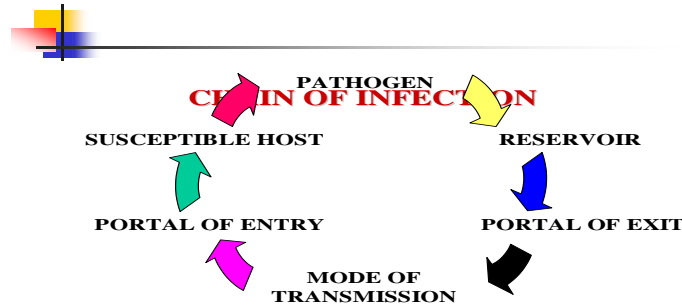 PATHOGEN
CHAIN OF INFECTION
SUSCEPTIBLE HOST
RESERVOIR
PORTAL OF ENTRY
PORTAL OF EXIT
MODE OF
TRANSMISSION